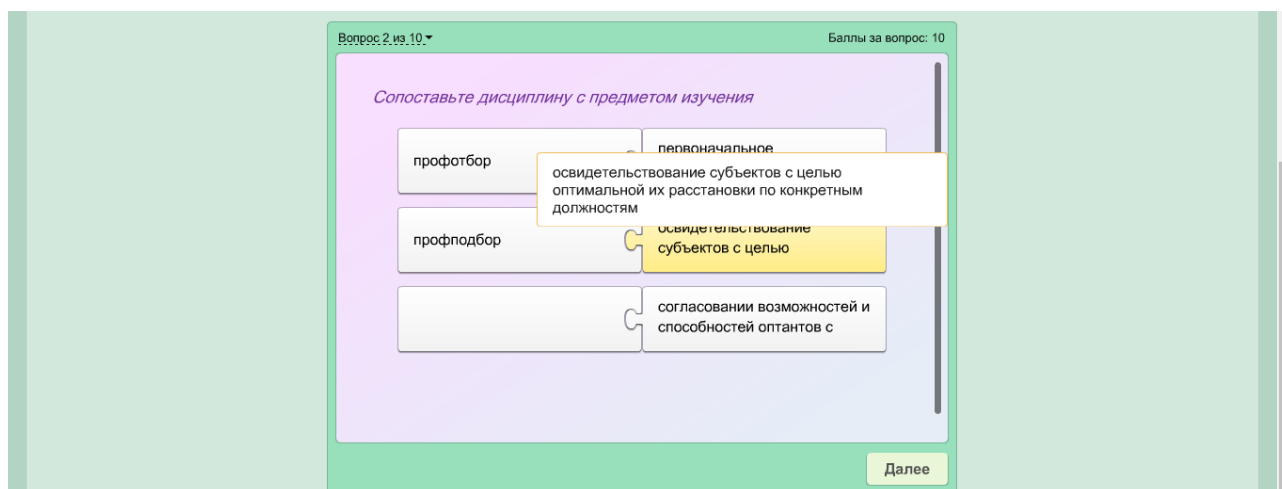 Вопрос 2 из 10
Баллы за вопрос: 10
Сопоставьте дисциплину с предметом изучения
профотбор
первоначальное
освидетельствование субъектов с целью
оптимальной их расстановки по конкретным
должностям
профподбор
освидетельствование
субъектов с целью
согласовании возможностей и
способностей оптантов с
Далее